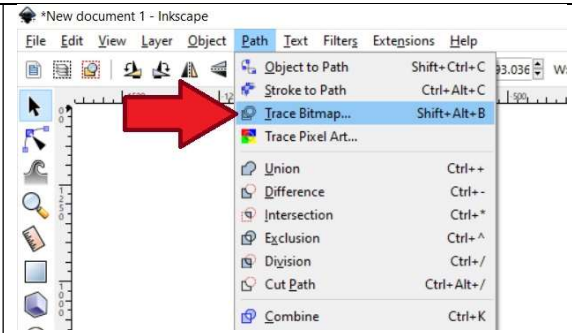 *New document 1 - Inkscape
File Edit View Layer Object Path Text Filters Extensions Help
Object to Path Shift+Ctrl+C 93.036 W:
Stroke to Path Ctrl+Alt+C
Trace Bitmap... Shift+Alt+B
Trace Pixel Art...
Union Ctrl++
Difference Ctrl+-
Intersection Ctrl+*
Exclusion Ctrl+^
Division Ctrl+/
Cut Path Ctrl+Alt+/
Combine Ctrl+K